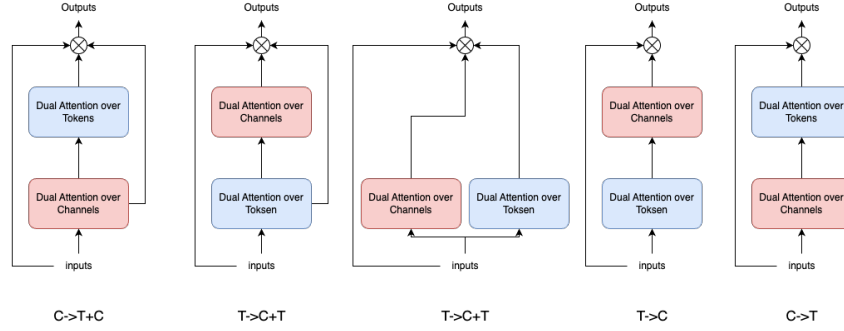 Outputs
Dual Attention over
Tokens
Dual Attention over
Channels
inputs
C->T+C
Outputs
Dual Attention over
Channels
Dual Attention over
Toksen
inputs
T->C+T
Outputs
Dual Attention over
Channels
Dual Attention over
Toksen
inputs
T->C+T
Outputs
Dual Attention over
Channels
Dual Attention over
Toksen
inputs
T->C
Outputs
Dual Attention over
Tokens
Dual Attention over
Channels
inputs
C->T